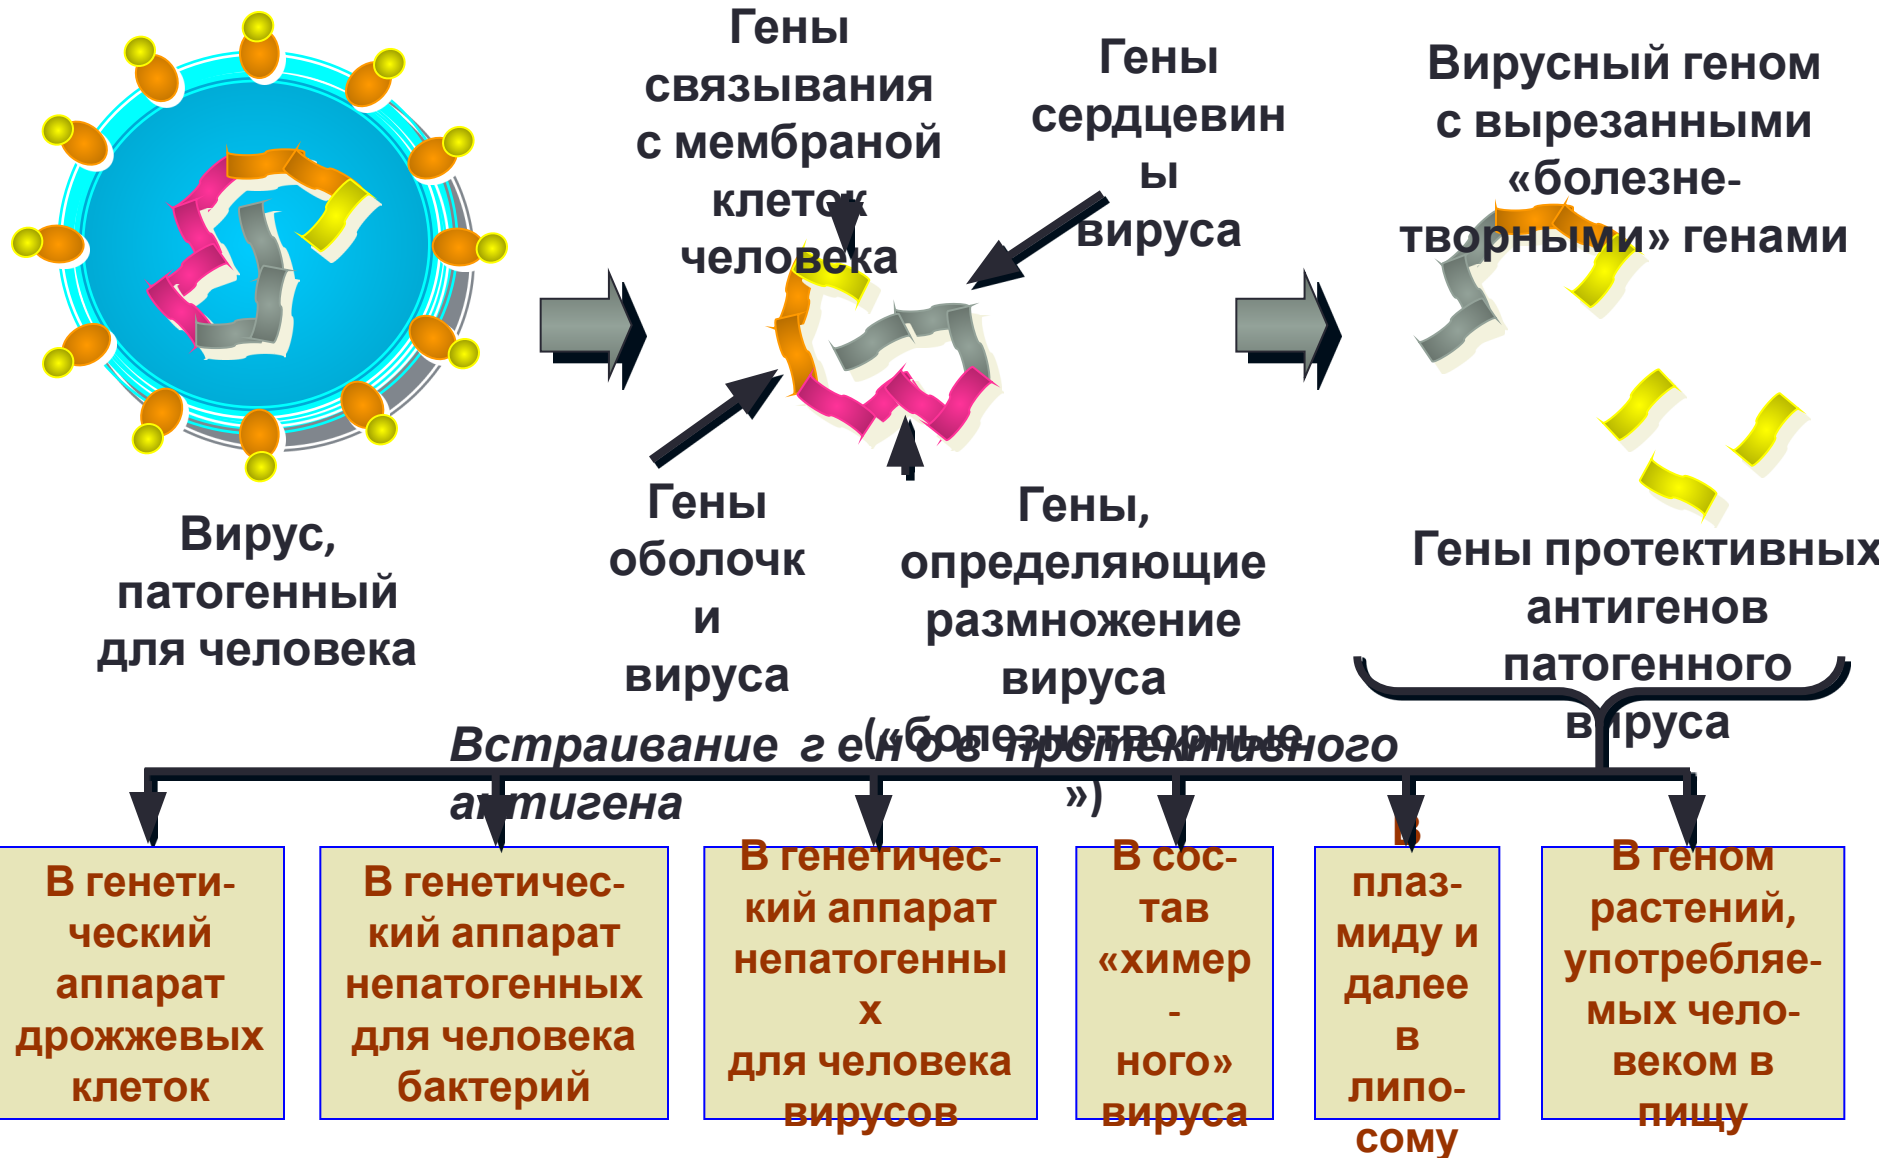 Гены
связывания
с мембраной
клеток
человека
Гены
сердцевин
ы
вируса
Вирусный геном
с вырезанными
«болезне-
творными» генами
Вирус,
патогенный
для человека
Гены
оболочк
и
вируса
Гены,
определяющие
размножение
вируса
(«болезнетворные
»)
Гены протективных
антигенов
патогенного
вируса
Встраивание г е н о в протективного
антигена
В генети-
ческий
аппарат
дрожжевых
клеток
В генетичес-
кий аппарат
непатогенных
для человека
бактерий
В генетичес-
кий аппарат
непатогенны
х
для человека
вирусов
В сос-
тав
«химер
-
ного»
вируса
В
плаз-
миду и
далее
в
липо-
сому
В геном
растений,
употребляе-
мых чело-
веком в
пищу